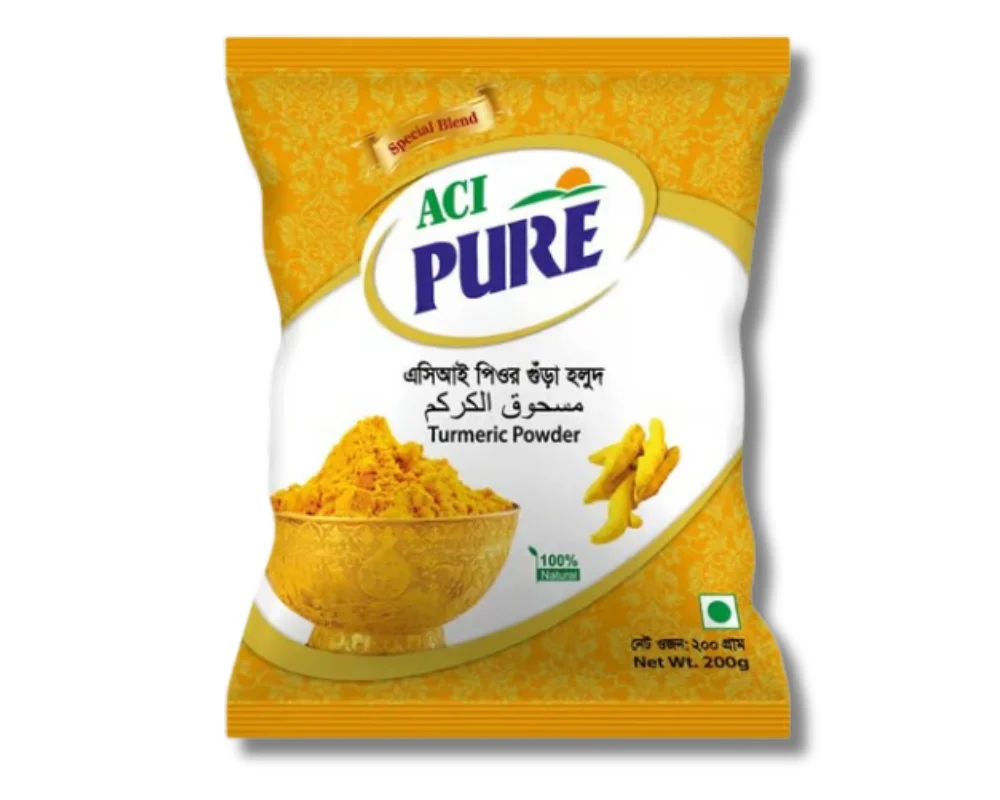 Special Blend
ACI
PURE
এসিআই পিওর গুঁড়া হলুদ
مسحوق الكركم
Turmeric Powder
100%
Natural
নেট ওজন: ২০০ গ্রাম
Net Wt. 200g